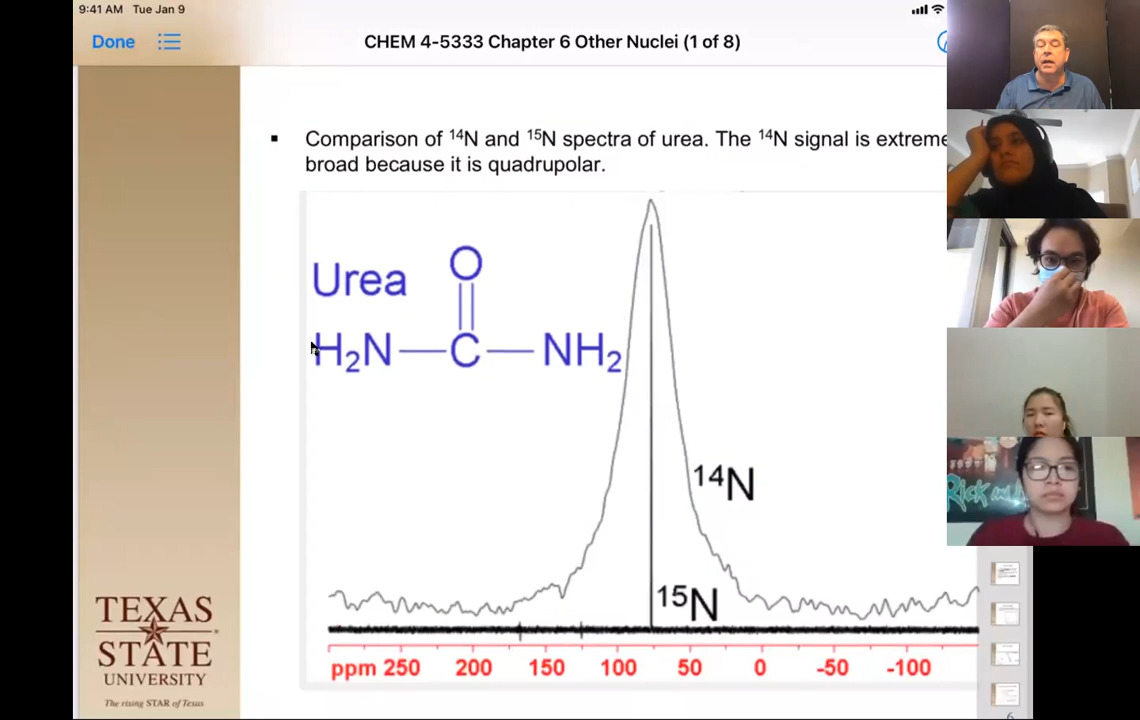 9:41 AM Tue Jan 9
Done
CHEM 4-5333 Chapter 6 Other Nuclei (1 of 8)
▪ Comparison of ¹⁴N and ¹⁵N spectra of urea. The ¹⁴N signal is extreme
broad because it is quadrupolar.
Urea
O
H₂N—C—NH₂
¹⁴N
¹⁵N
ppm 250 200 150 100 50 0 -50 -100
TEXAS
STATE
UNIVERSITY
The rising STAR of Texas
Rick and
6